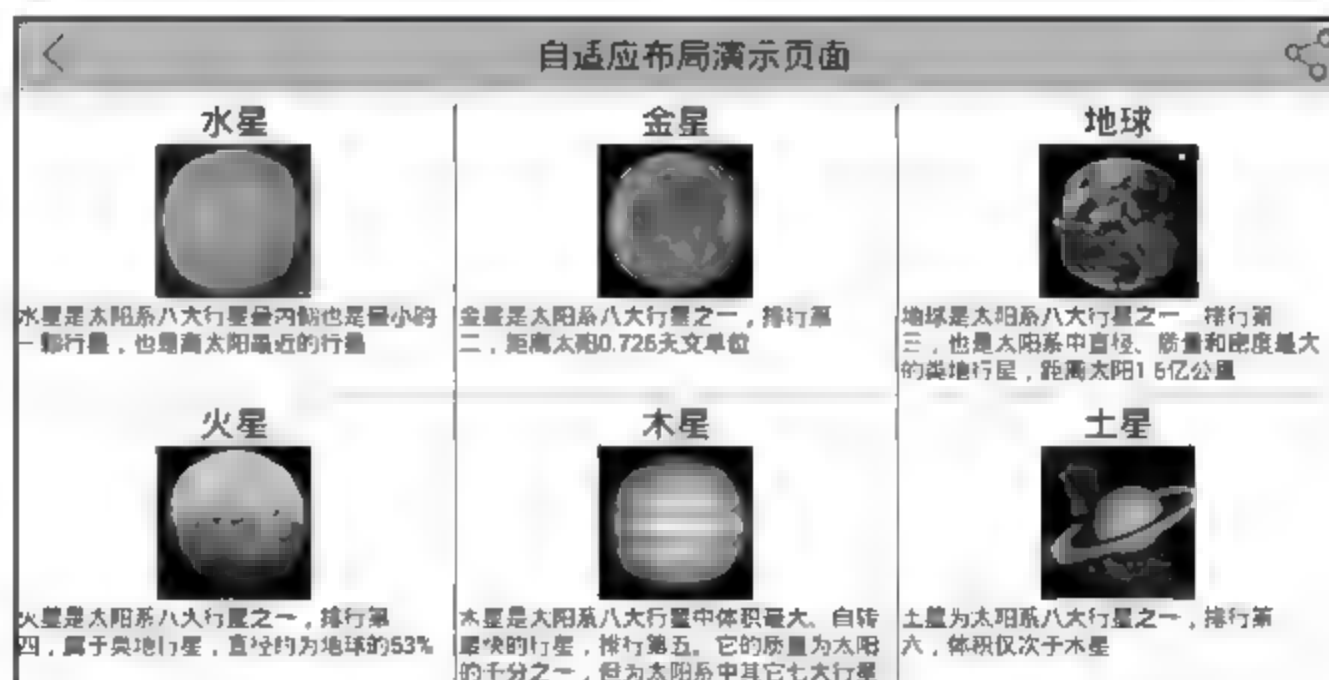 自适应布局演示页面
水星
金星
地球
水星是太阳系八大行星最内侧也是最小的
一颗行星，也是离太阳最近的行星
金星是太阳系八大行星之一，排行第
二，距离太阳0.725天文单位
地球是太阳系八大行星之一 排行第
三，也是太阳系中直径、质量和密度最大
的类地行星，距离太阳1.5亿公里
火星
木星
土星
火星是太阳系八大行星之一，排行第
四，属于类地行星，直径约为地球的53%
木星是太阳系八大行星中体积最大、自转
最快的行星，排行第五。它的质量为太阳
的千分之一，但为太阳系中其它七大行星
土星为太阳系八大行星之一，排行第
六，体积仅次于木星